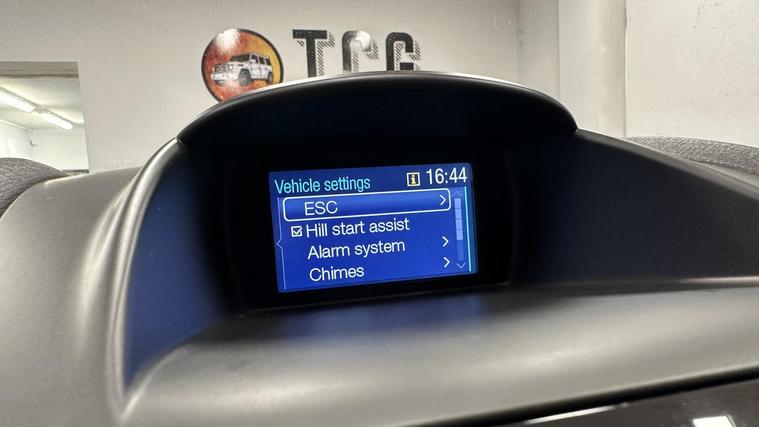 TCG
Vehicle settings i 16:44
ESC
Hill start assist
Alarm system
Chimes